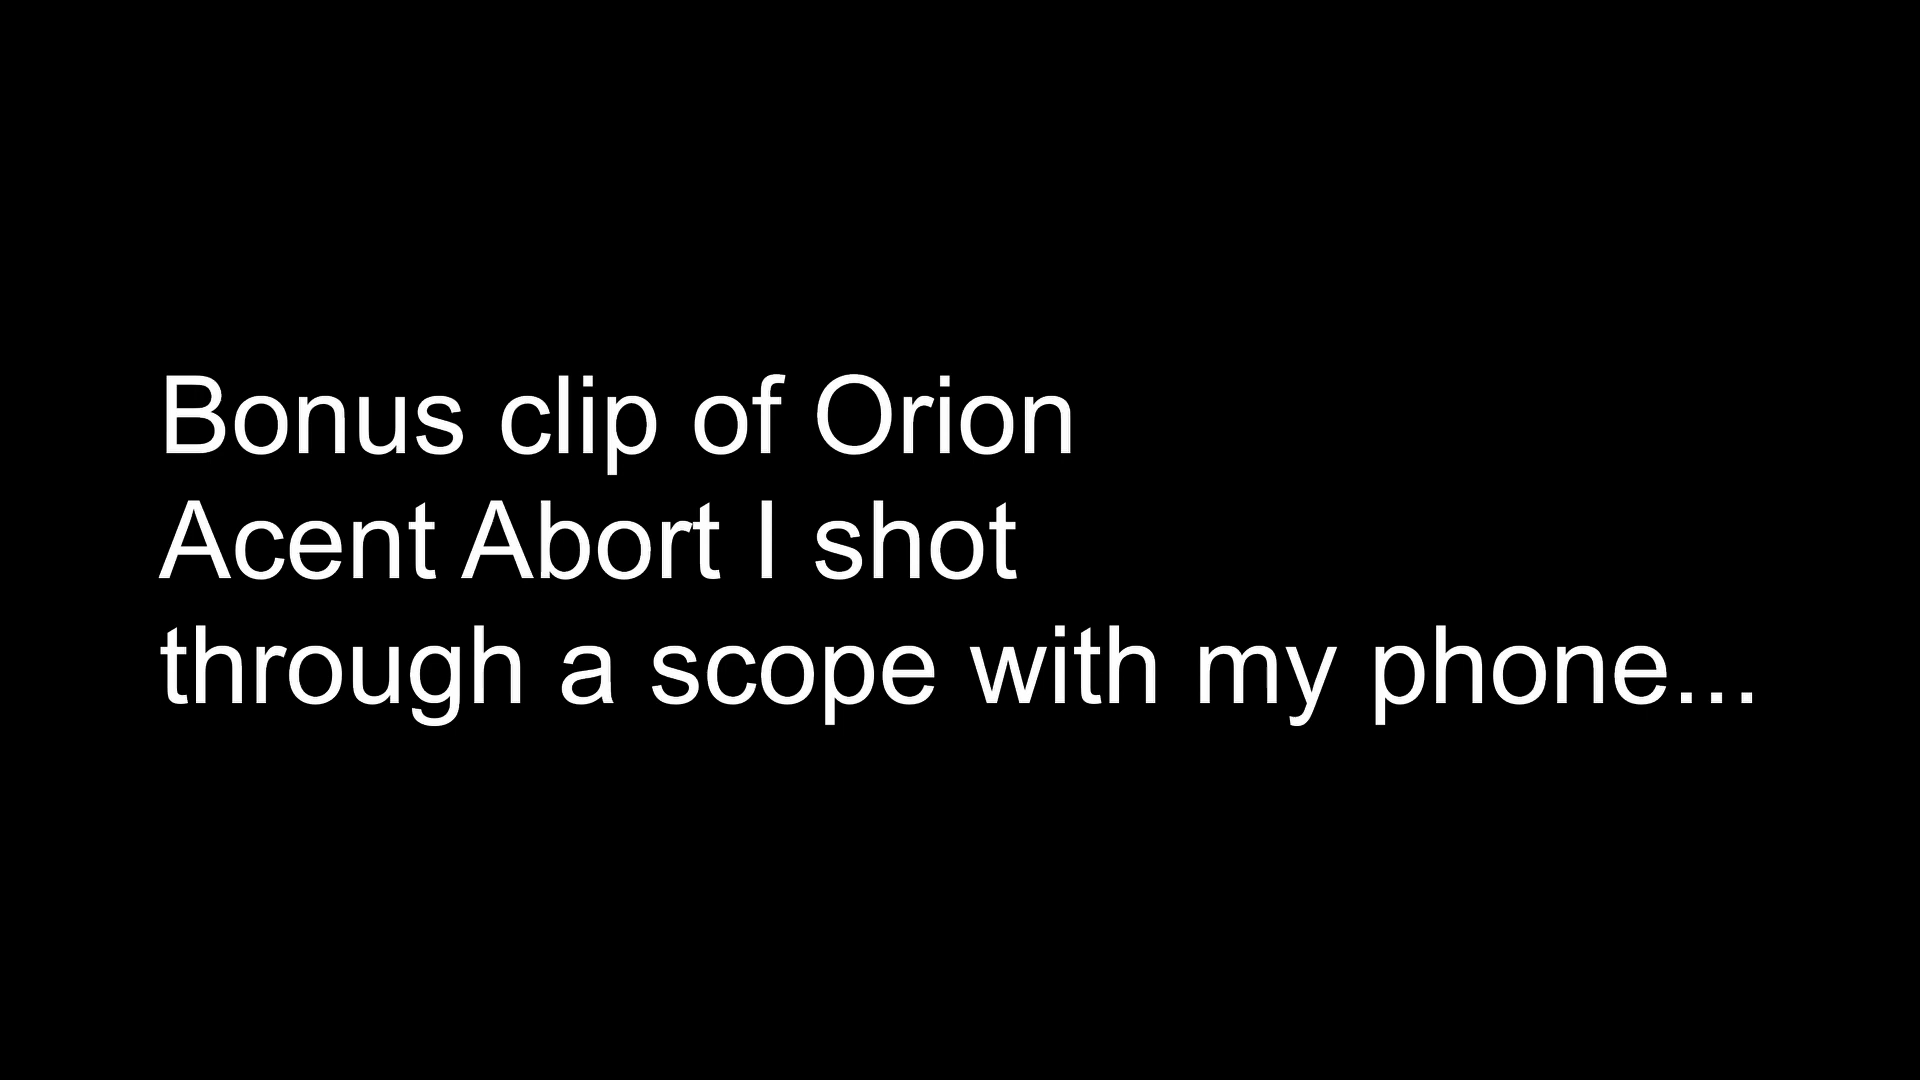 Bonus clip of Orion
Acent Abort I shot
through a scope with my phone...